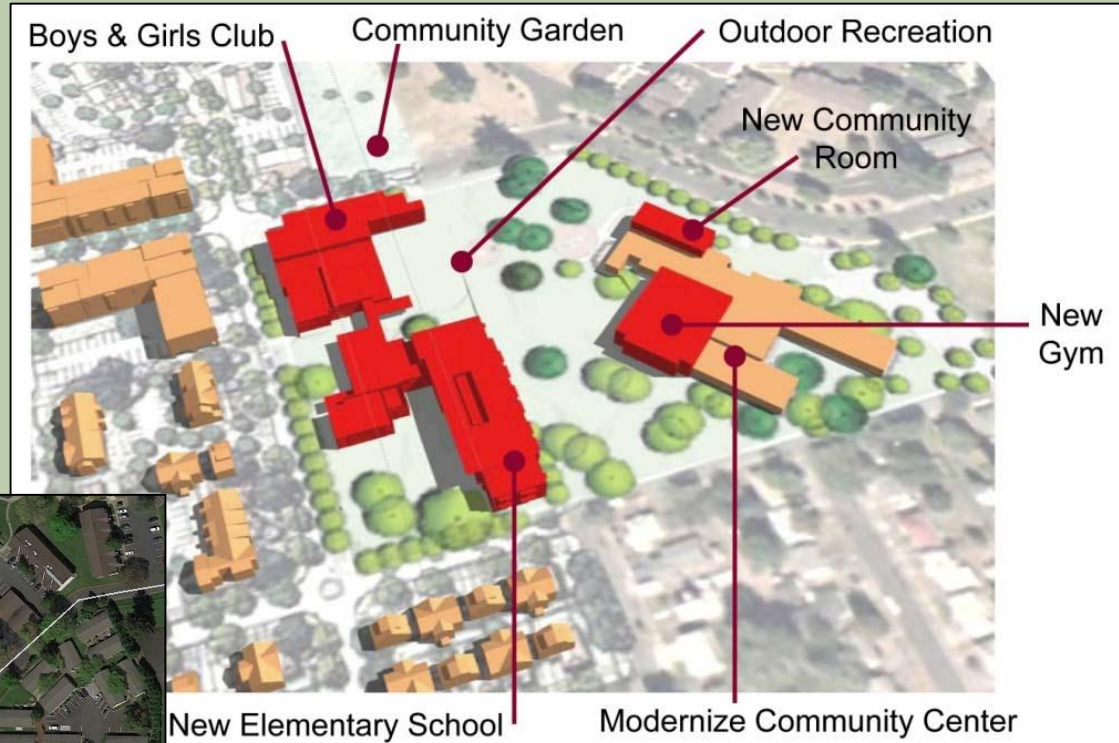 Boys & Girls Club
Community Garden
Outdoor Recreation
New Community
Room
New
Gym
New Elementary School
Modernize Community Center